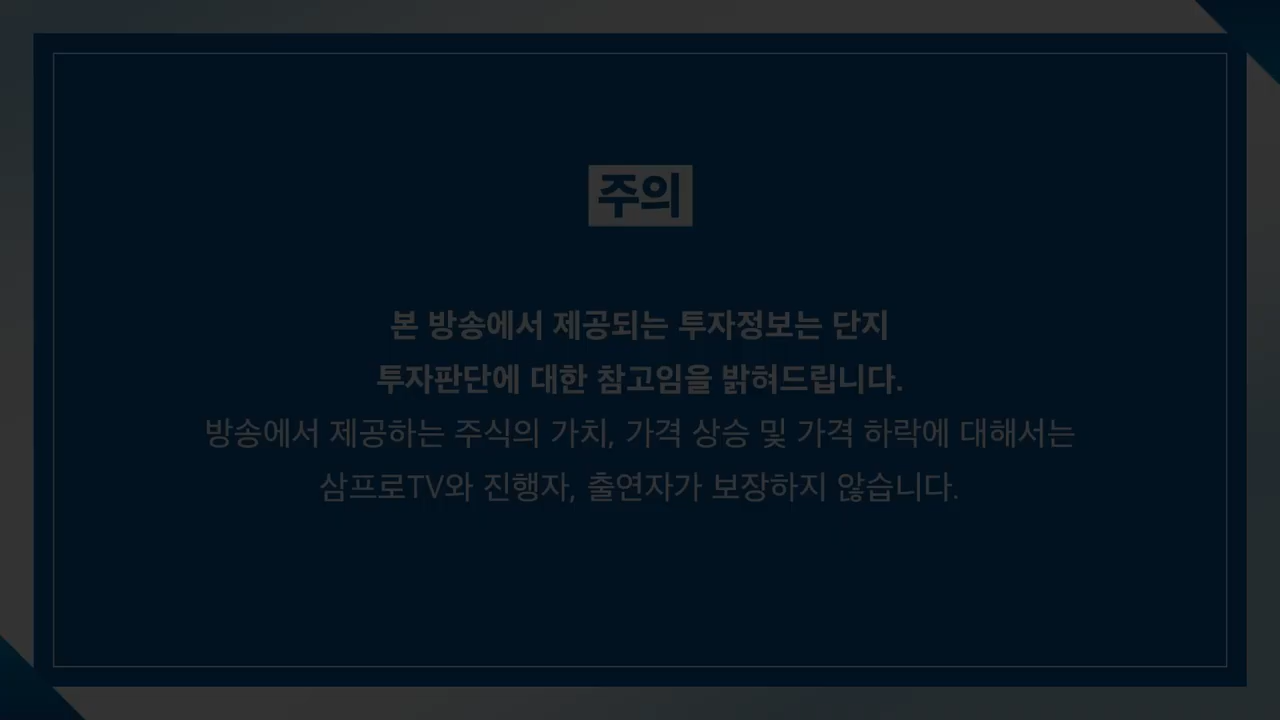 주의
본 방송에서 제공되는 투자정보는 단지
투자판단에 대한 참고임을 밝혀드립니다.
방송에서 제공하는 주식의 가치, 가격 상승 및 가격 하락에 대해서는
삼프로TV와 진행자, 출연자가 보장하지 않습니다.